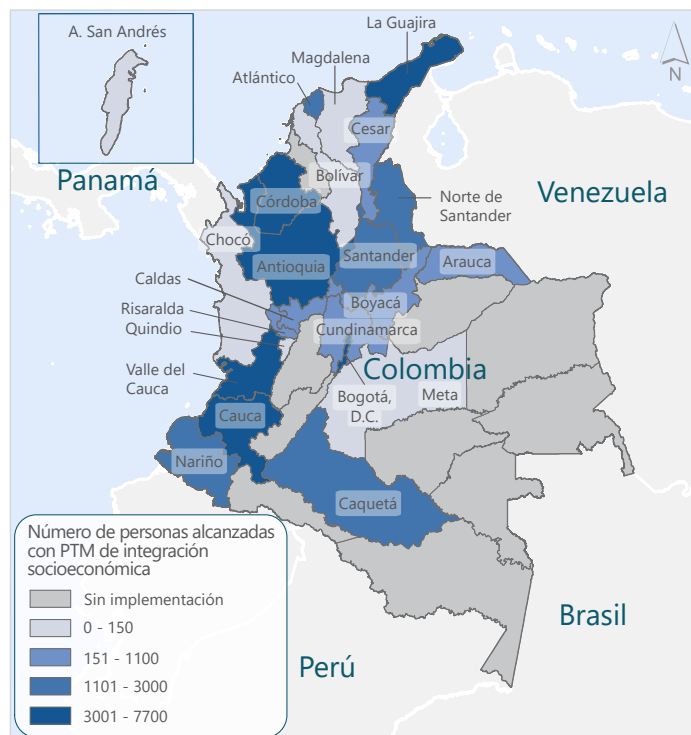 A. San Andrés
La Guajira
Magdalena
Atlántico
N
Cesar
Panamá
Bolívar
Venezuela
Córdoba
Norte de
Santander
Chocó
Santander
Antioquia
Arauca
Caldas
Boyacá
Risaralda
Cundinamarca
Quindio
Valle del
Cauca
Colombia
Bogotá,
D.C.
Meta
Cauca
Nariño
Caquetá
Número de personas alcanzadas
con PTM de integración
socioeconómica
Sin implementación
0 - 150
151 - 1100
1101 - 3000
3001 - 7700
Brasil
Perú